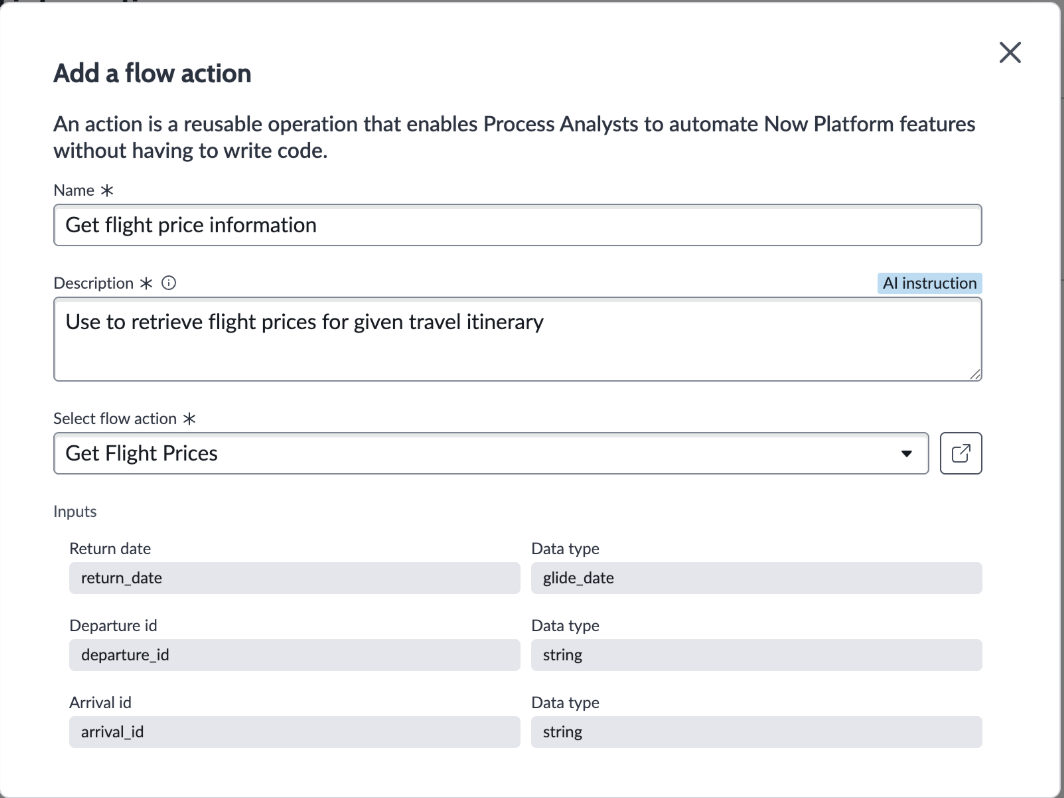 Add a flow action
An action is a reusable operation that enables Process Analysts to automate Now Platform features
without having to write code.
Name *
Get flight price information
Description *
AI instruction
Use to retrieve flight prices for given travel itinerary
Select flow action *
Get Flight Prices
Inputs
Return date
Data type
return_date
glide_date
Departure id
Data type
departure_id
string
Arrival id
Data type
arrival_id
string